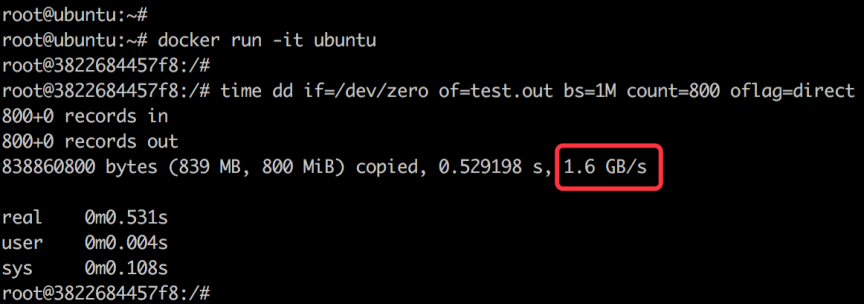 root@ubuntu:~#
root@ubuntu:~# docker run -it ubuntu
root@3822684457f8:/#
root@3822684457f8:/# time dd if=/dev/zero of=test.out bs=1M count=800 oflag=direct
800+0 records in
800+0 records out
838860800 bytes (839 MB, 800 MiB) copied, 0.529198 s, 1.6 GB/s

real    0m0.531s
user    0m0.004s
sys     0m0.108s
root@3822684457f8:/#